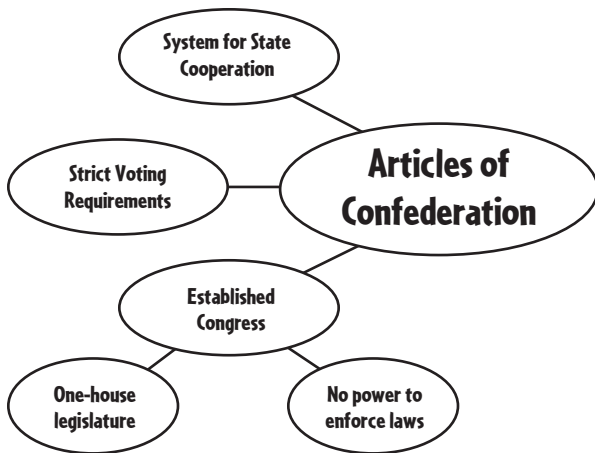 System for State
Cooperation
Articles of
Confederation
Strict Voting
Requirements
Established
Congress
One-house
legislature
No power to
enforce laws